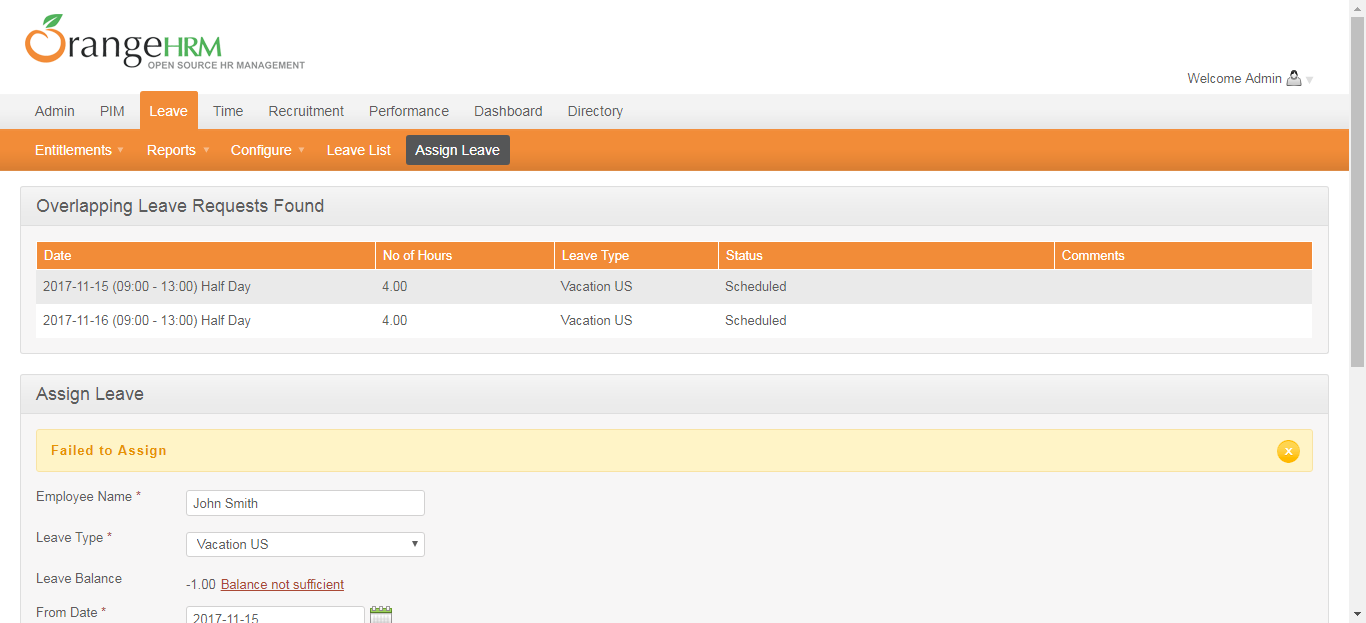 OrangeHRM
OPEN SOURCE HR MANAGEMENT
Welcome Admin
Admin PIM Leave Time Recruitment Performance Dashboard Directory
Entitlements Reports Configure Leave List Assign Leave
Overlapping Leave Requests Found
Date No of Hours Leave Type Status Comments
2017-11-15 (09:00 - 13:00) Half Day 4.00 Vacation US Scheduled
2017-11-16 (09:00 - 13:00) Half Day 4.00 Vacation US Scheduled
Assign Leave
Failed to Assign x
Employee Name * John Smith
Leave Type * Vacation US
Leave Balance -1.00 Balance not sufficient
From Date * 2017-11-15